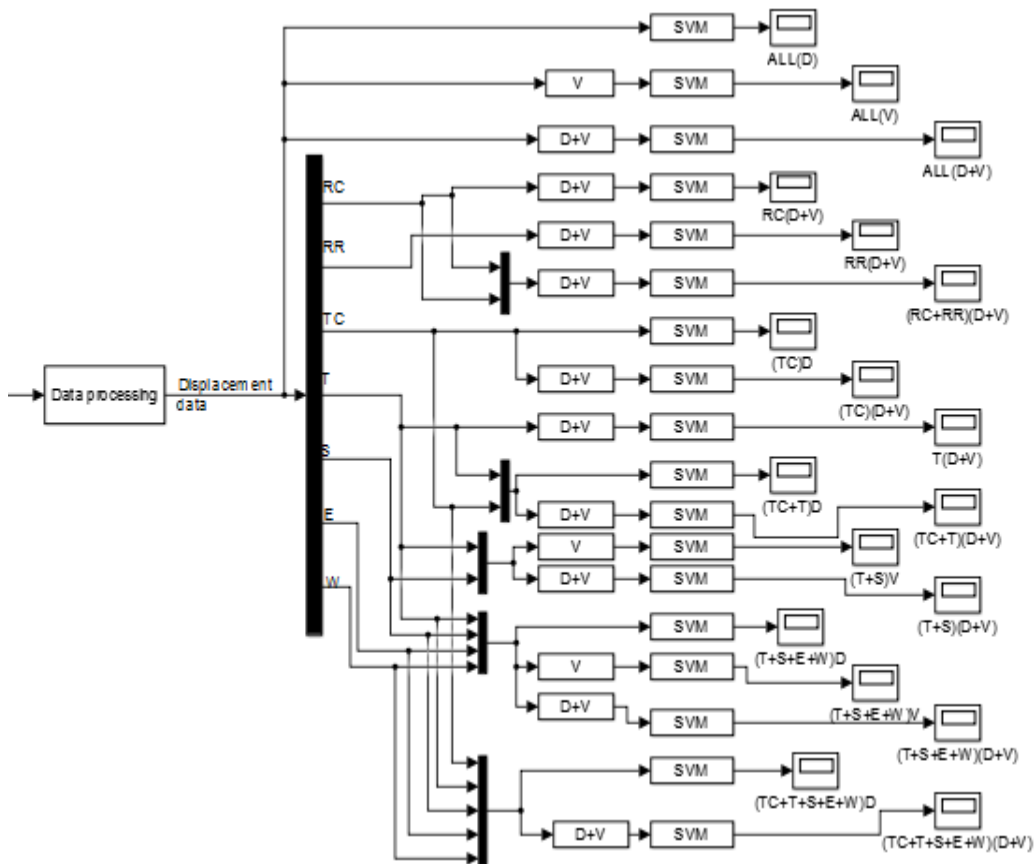 SVM
ALL(D)
V
SVM
ALL(V)
D+V
SVM
ALL(D+V)
RC
D+V
SVM
RC(D+V)
RR
D+V
SVM
RR(D+V)
D+V
SVM
(RC+RR)(D+V)
TC
SVM
(TC)D
Data processing
Displacement
data
T
D+V
SVM
(TC)(D+V)
D+V
SVM
T(D+V)
S
SVM
(TC+T)D
E
D+V
SVM
(TC+T)(D+V)
V
SVM
(T+S)V
W
D+V
SVM
(T+S)(D+V)
SVM
(T+S+E+W)D
V
SVM
(T+S+E+W)V
D+V
SVM
(T+S+E+W)(D+V)
SVM
(TC+T+S+E+W)D
D+V
SVM
(TC+T+S+E+W)(D+V)